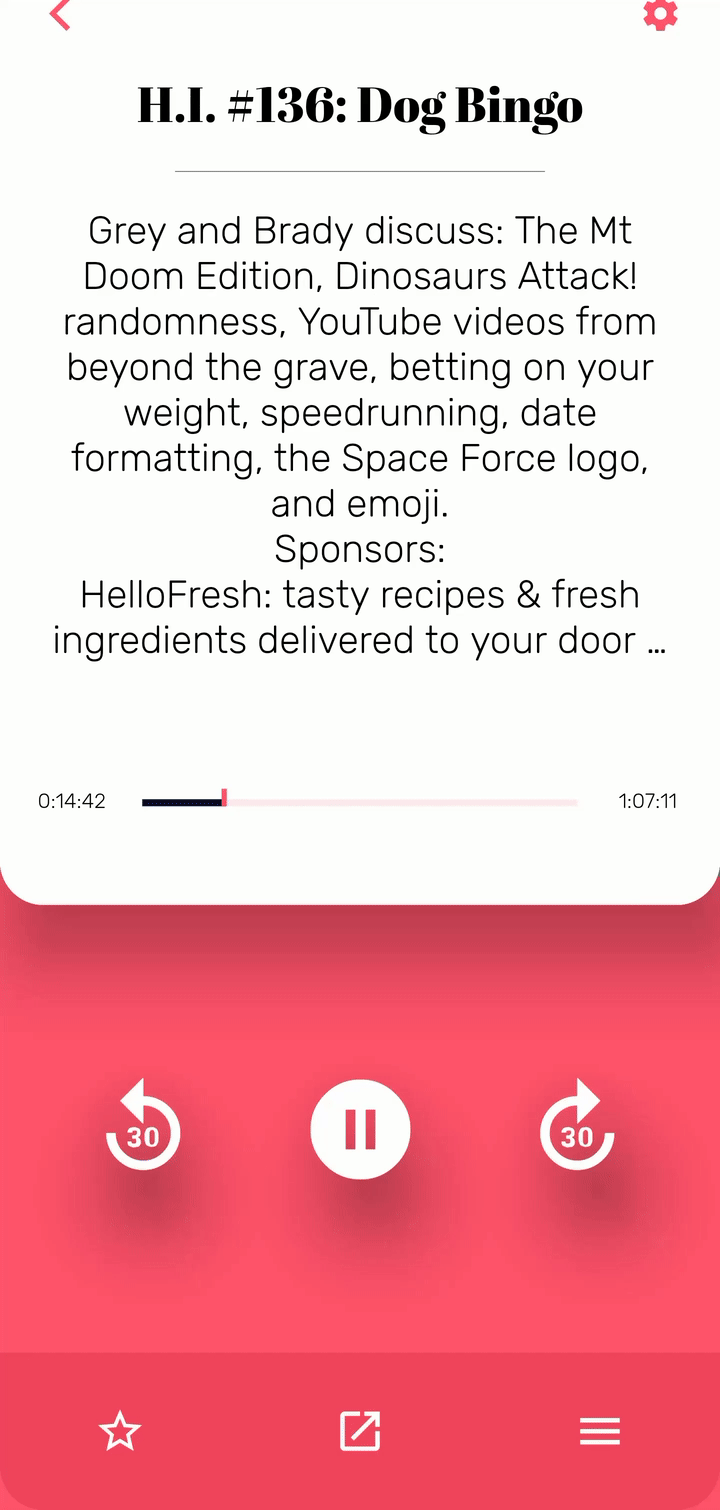 H.I. #136: Dog Bingo
Grey and Brady discuss: The Mt
Doom Edition, Dinosaurs Attack!
randomness, YouTube videos from
beyond the grave, betting on your
weight, speedrunning, date
formatting, the Space Force logo,
and emoji.
Sponsors:
HelloFresh: tasty recipes & fresh
ingredients delivered to your door ...
0:14:42 1:07:11
30 30